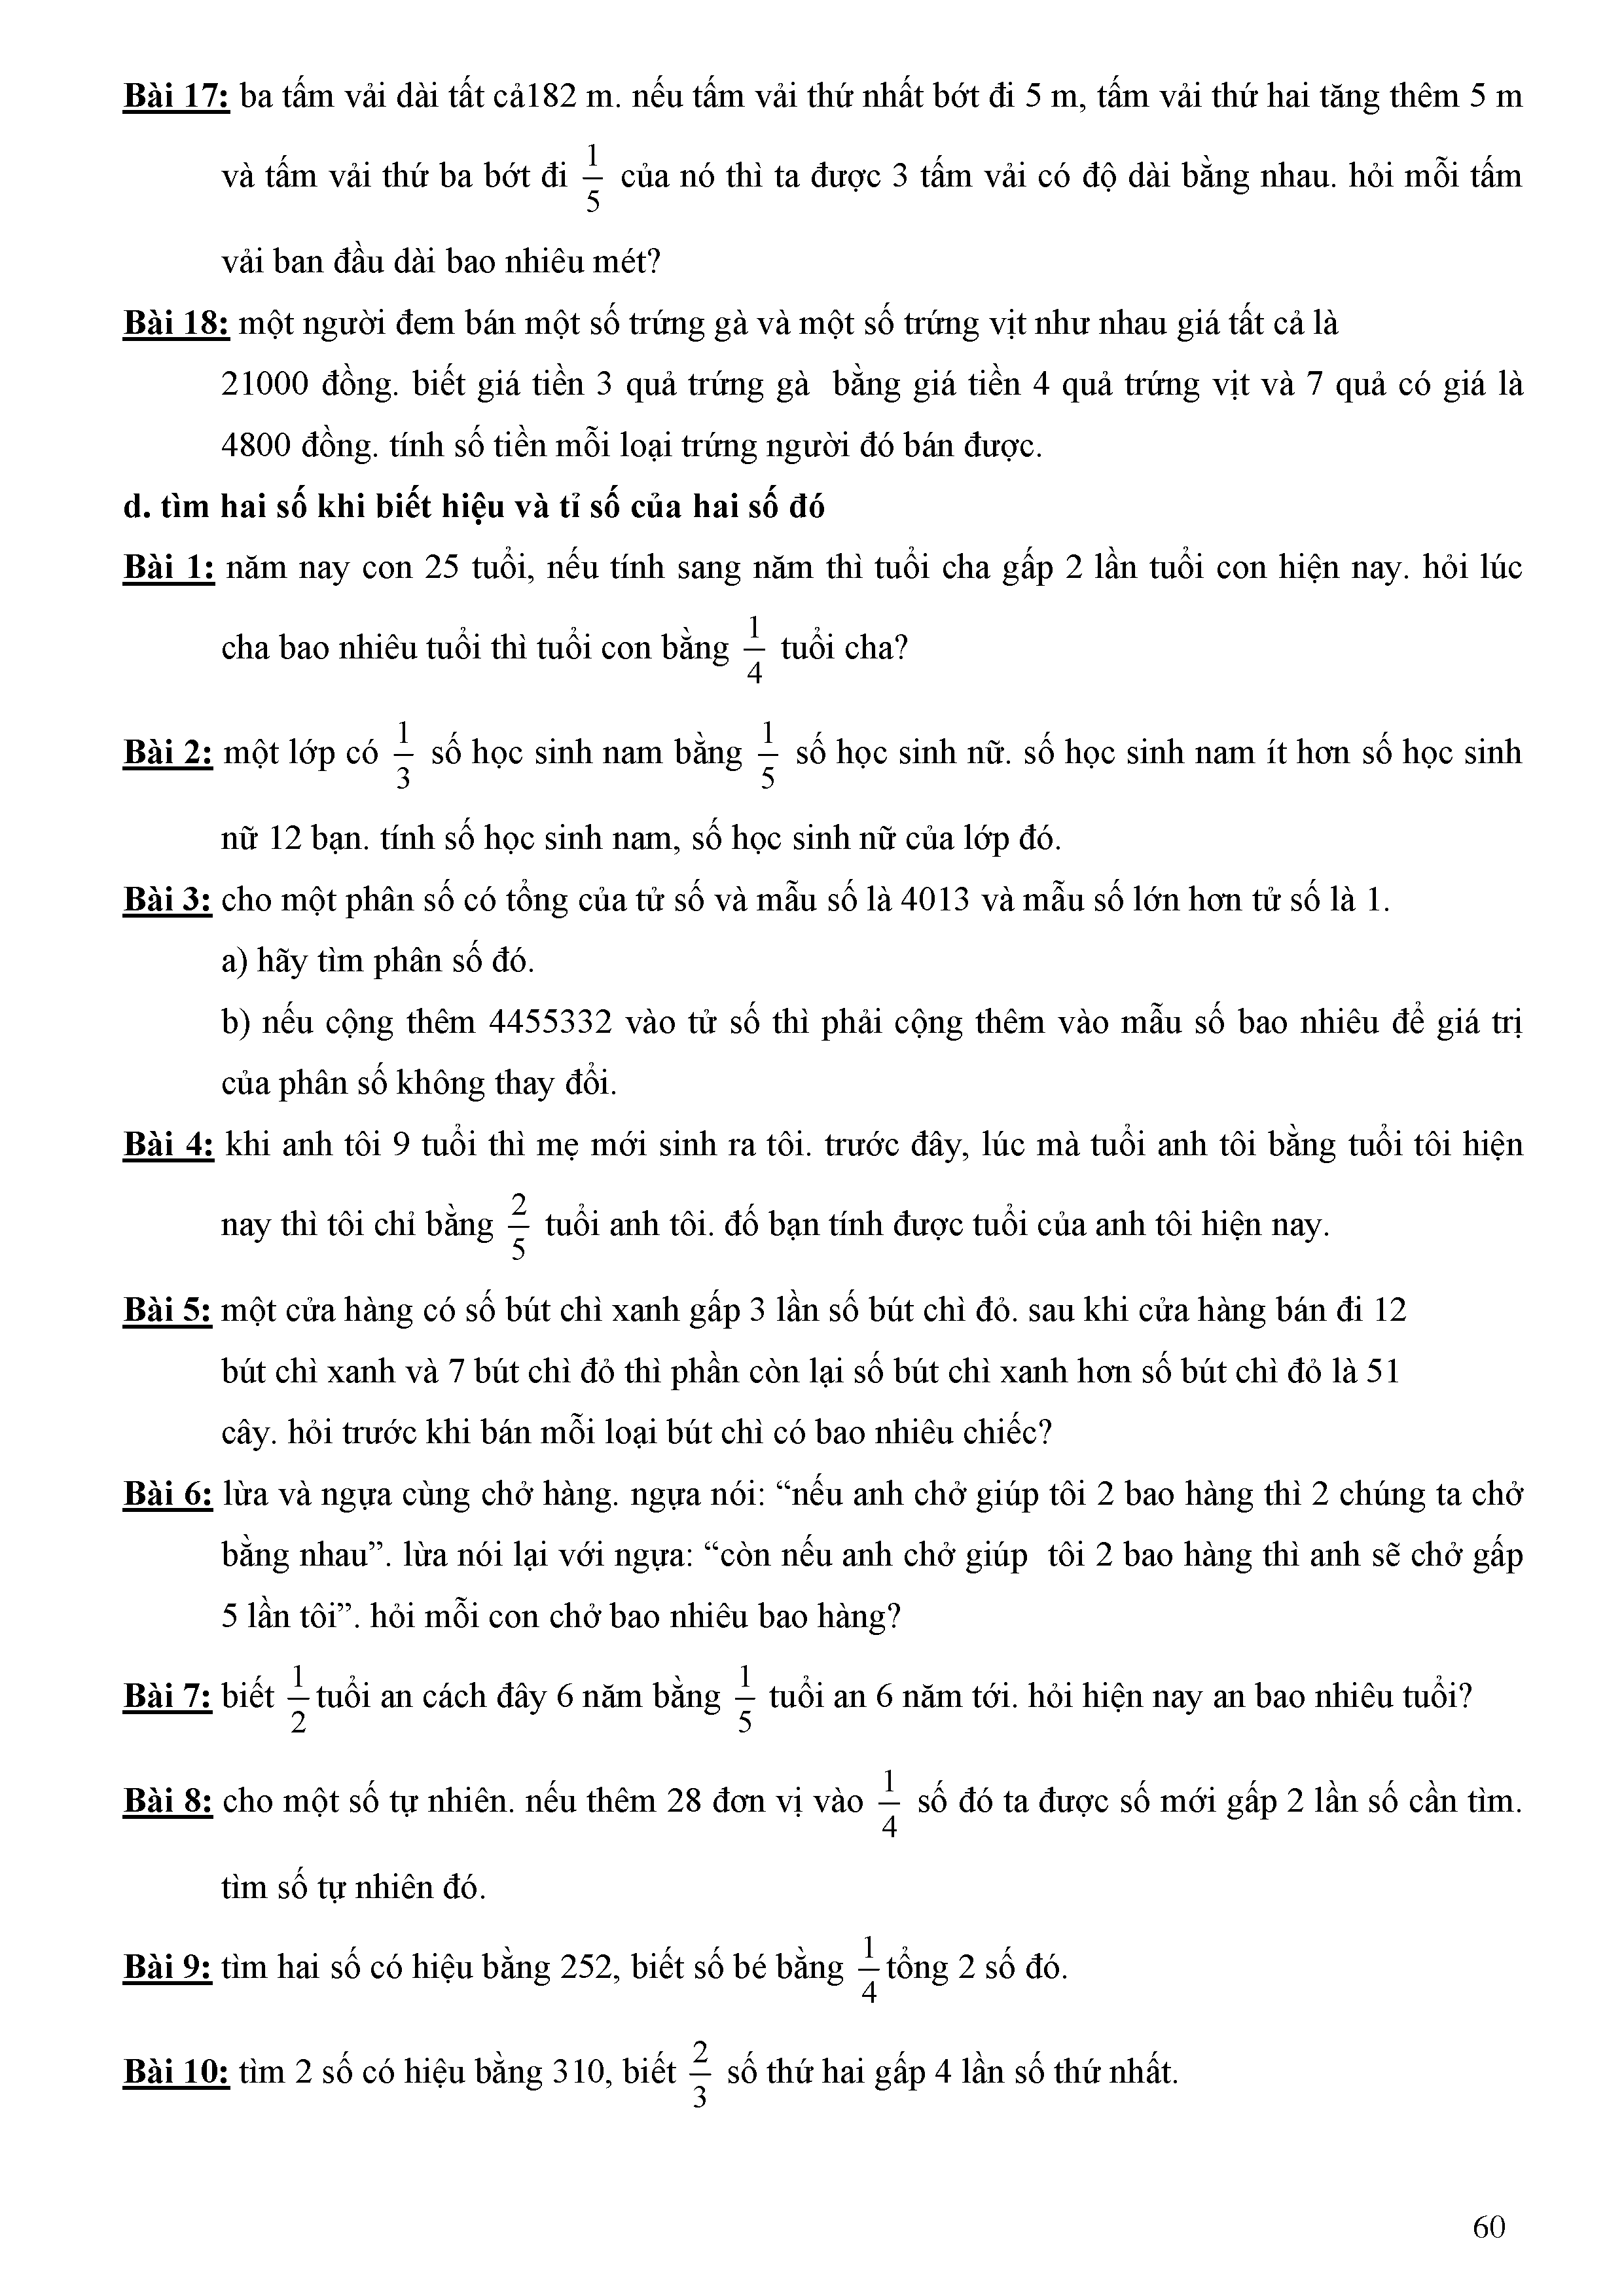 Bài 17: ba tấm vải dài tất cả182 m. nếu tấm vải thứ nhất bớt đi 5 m, tấm vải thứ hai tăng thêm 5 m
và tấm vải thứ ba bớt đi 1/5 của nó thì ta được 3 tấm vải có độ dài bằng nhau. hỏi mỗi tấm
vải ban đầu dài bao nhiêu mét?
Bài 18: một người đem bán một số trứng gà và một số trứng vịt như nhau giá tất cả là
21000 đồng. biết giá tiền 3 quả trứng gà bằng giá tiền 4 quả trứng vịt và 7 quả có giá là
4800 đồng. tính số tiền mỗi loại trứng người đó bán được.
d. tìm hai số khi biết hiệu và tỉ số của hai số đó
Bài 1: năm nay con 25 tuổi, nếu tính sang năm thì tuổi cha gấp 2 lần tuổi con hiện nay. hỏi lúc
cha bao nhiêu tuổi thì tuổi con bằng 1/4 tuổi cha?
Bài 2: một lớp có 1/3 số học sinh nam bằng 1/5 số học sinh nữ. số học sinh nam ít hơn số học sinh
nữ 12 bạn. tính số học sinh nam, số học sinh nữ của lớp đó.
Bài 3: cho một phân số có tổng của tử số và mẫu số là 4013 và mẫu số lớn hơn tử số là 1.
a) hãy tìm phân số đó.
b) nếu cộng thêm 4455332 vào tử số thì phải cộng thêm vào mẫu số bao nhiêu để giá trị
của phân số không thay đổi.
Bài 4: khi anh tôi 9 tuổi thì mẹ mới sinh ra tôi. trước đây, lúc mà tuổi anh tôi bằng tuổi tôi hiện
nay thì tôi chỉ bằng 2/5 tuổi anh tôi. đố bạn tính được tuổi của anh tôi hiện nay.
Bài 5: một cửa hàng có số bút chì xanh gấp 3 lần số bút chì đỏ. sau khi cửa hàng bán đi 12
bút chì xanh và 7 bút chì đỏ thì phần còn lại số bút chì xanh hơn số bút chì đỏ là 51
cây. hỏi trước khi bán mỗi loại bút chì có bao nhiêu chiếc?
Bài 6: lừa và ngựa cùng chở hàng. ngựa nói: “nếu anh chở giúp tôi 2 bao hàng thì 2 chúng ta chở
bằng nhau”. lừa nói lại với ngựa: “còn nếu anh chở giúp tôi 2 bao hàng thì anh sẽ chở gấp
5 lần tôi”. hỏi mỗi con chở bao nhiêu bao hàng?
Bài 7: biết 1/2 tuổi an cách đây 6 năm bằng 1/5 tuổi an 6 năm tới. hỏi hiện nay an bao nhiêu tuổi?
Bài 8: cho một số tự nhiên. nếu thêm 28 đơn vị vào 1/4 số đó ta được số mới gấp 2 lần số cần tìm.
tìm số tự nhiên đó.
Bài 9: tìm hai số có hiệu bằng 252, biết số bé bằng 1/4 tổng 2 số đó.
Bài 10: tìm 2 số có hiệu bằng 310, biết 2/3 số thứ hai gấp 4 lần số thứ nhất.
60